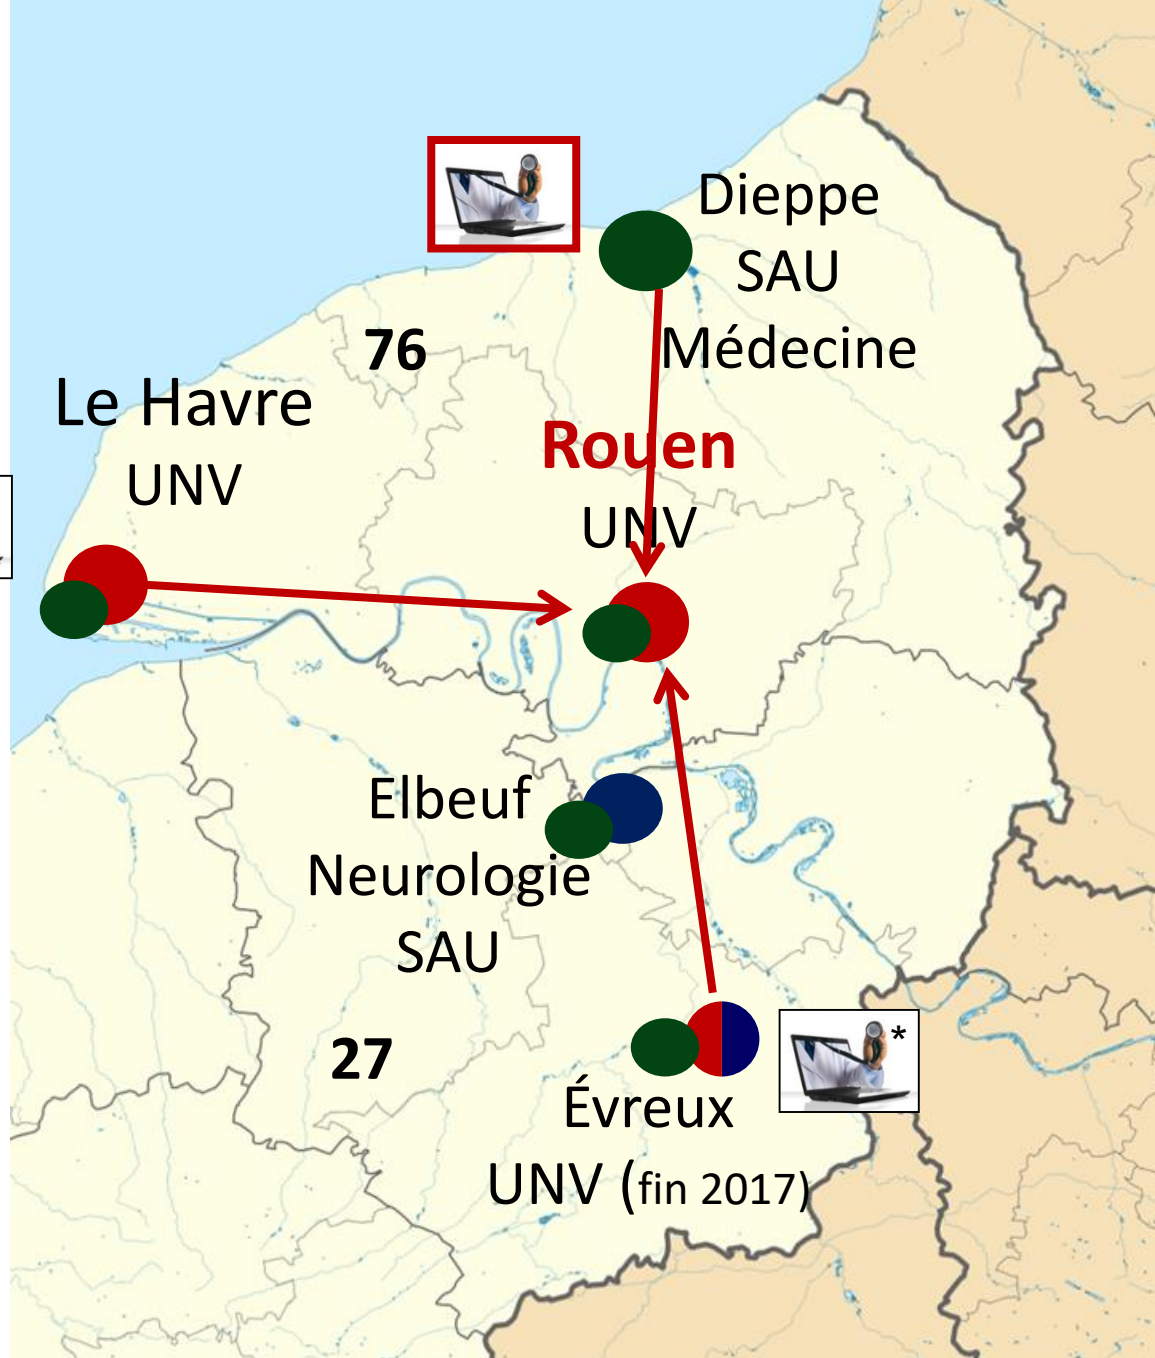 Dieppe
SAU
Médecine
76
Le Havre
UNV
Rouen
UNV
Elbeuf
Neurologie
SAU
27
*
Évreux
UNV (fin 2017)